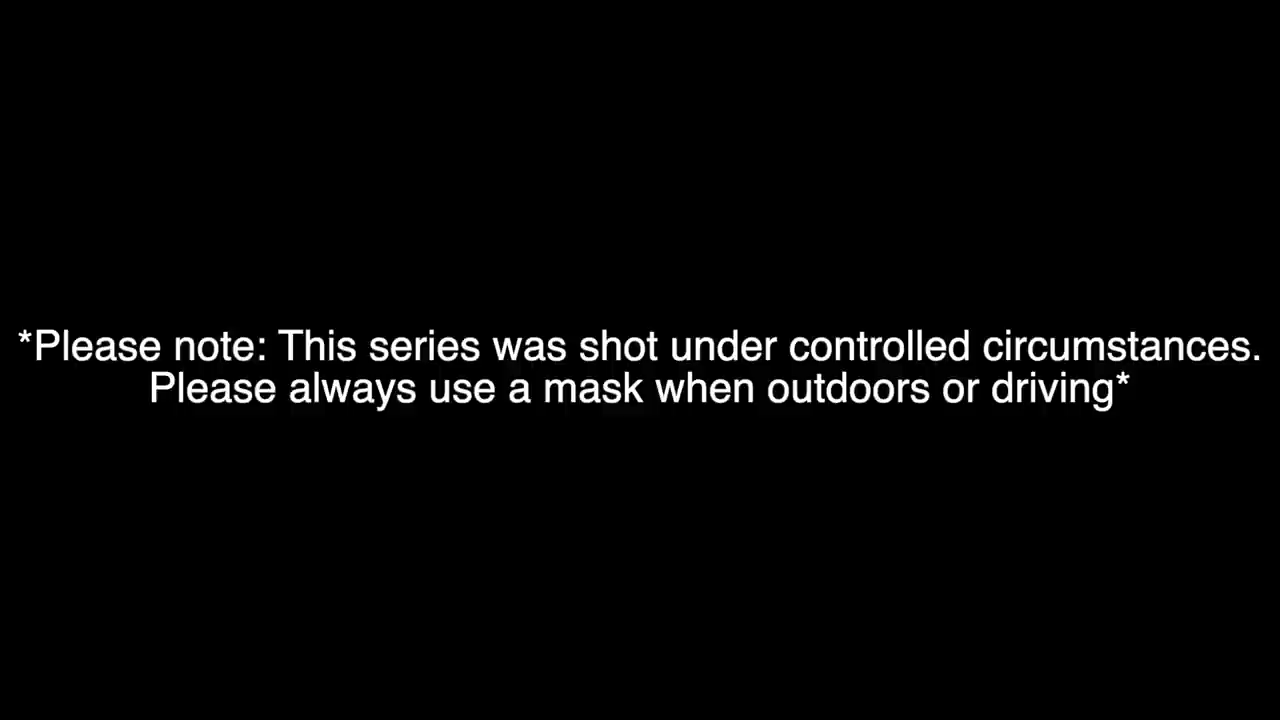 *Please note: This series was shot under controlled circumstances.
Please always use a mask when outdoors or driving*